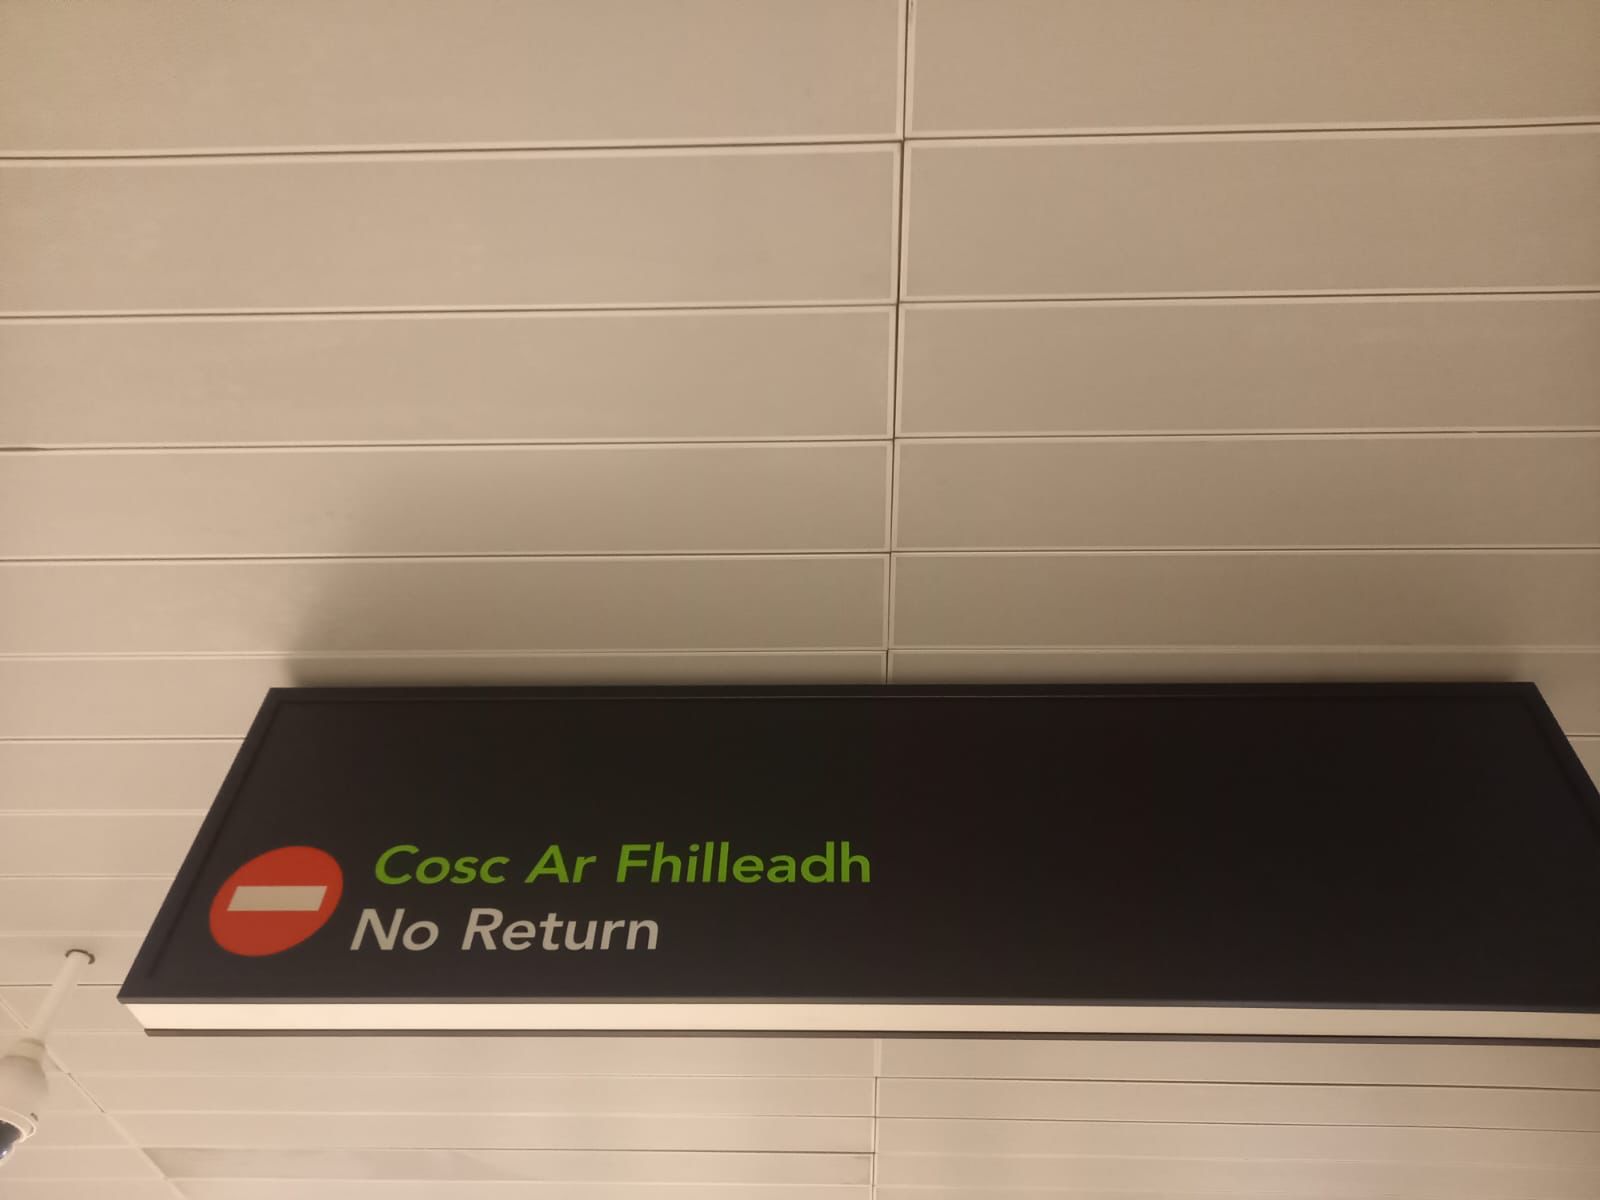 Cosc Ar Fhilleadh
No Return